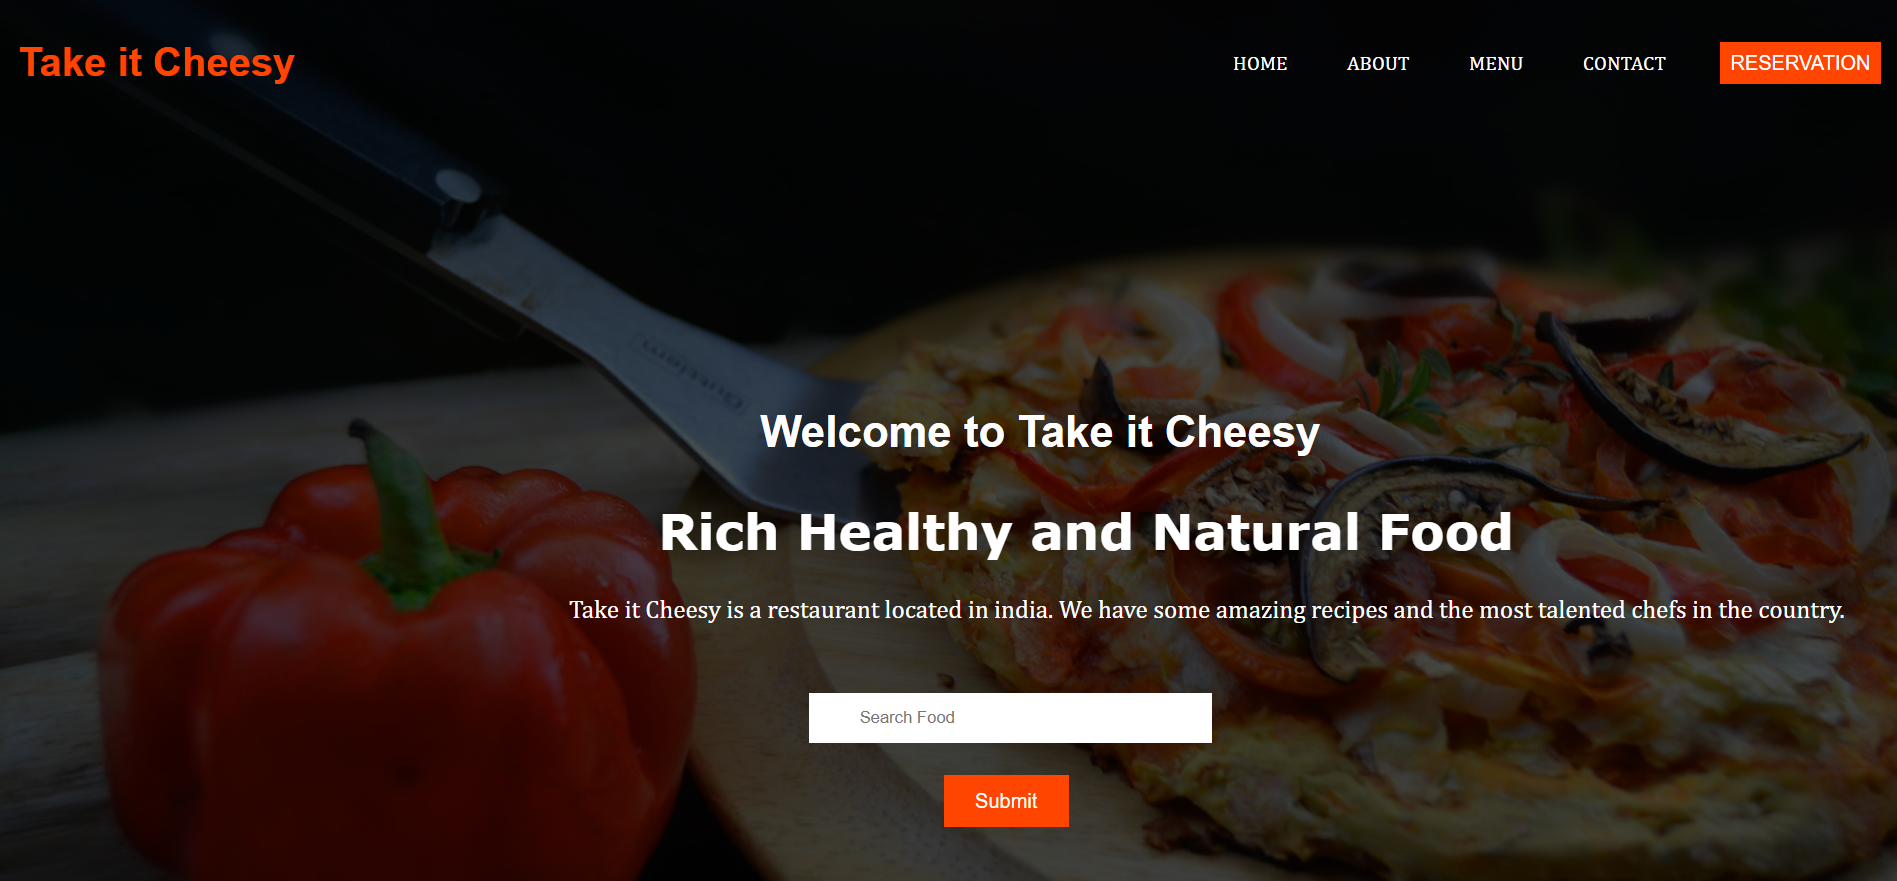 Take it Cheesy
HOME ABOUT MENU CONTACT RESERVATION
Welcome to Take it Cheesy
Rich Healthy and Natural Food
Take it Cheesy is a restaurant located in india. We have some amazing recipes and the most talented chefs in the country.
Search Food
Submit